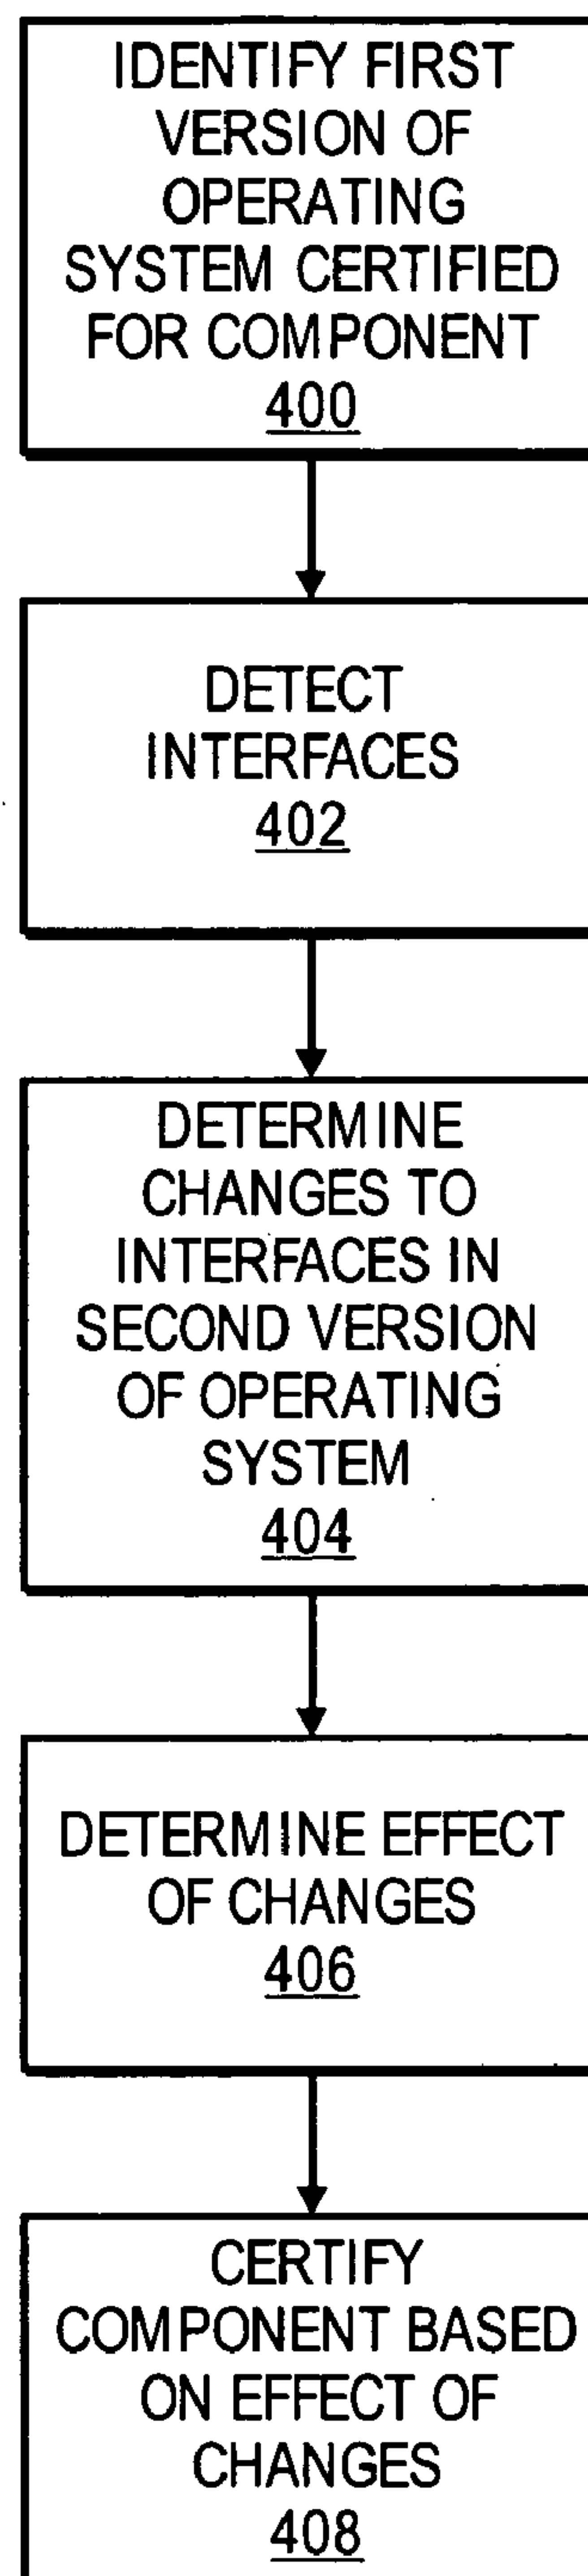 IDENTIFY FIRST
VERSION OF
OPERATING
SYSTEM CERTIFIED
FOR COMPONENT
400
DETECT
INTERFACES
402
DETERMINE
CHANGES TO
INTERFACES IN
SECOND VERSION
OF OPERATING
SYSTEM
404
DETERMINE EFFECT
OF CHANGES
406
CERTIFY
COMPONENT BASED
ON EFFECT OF
CHANGES
408